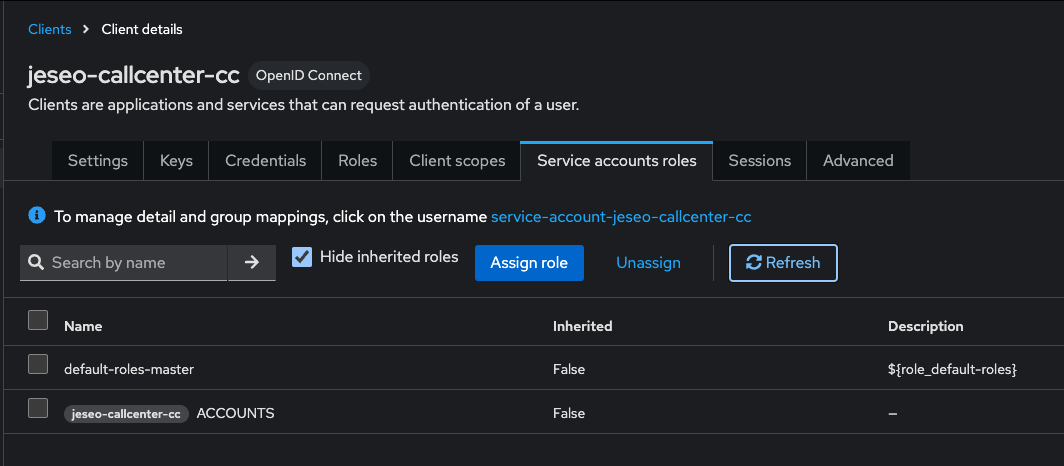 Clients > Client details
jeseo-callcenter-cc OpenID Connect
Clients are applications and services that can request authentication of a user.
Settings Keys Credentials Roles Client scopes Service accounts roles Sessions Advanced
To manage detail and group mappings, click on the username service-account-jeseo-callcenter-cc
Search by name Hide inherited roles Assign role Unassign Refresh
Name Inherited Description
default-roles-master False ${role_default-roles}
jeseo-callcenter-cc ACCOUNTS False –